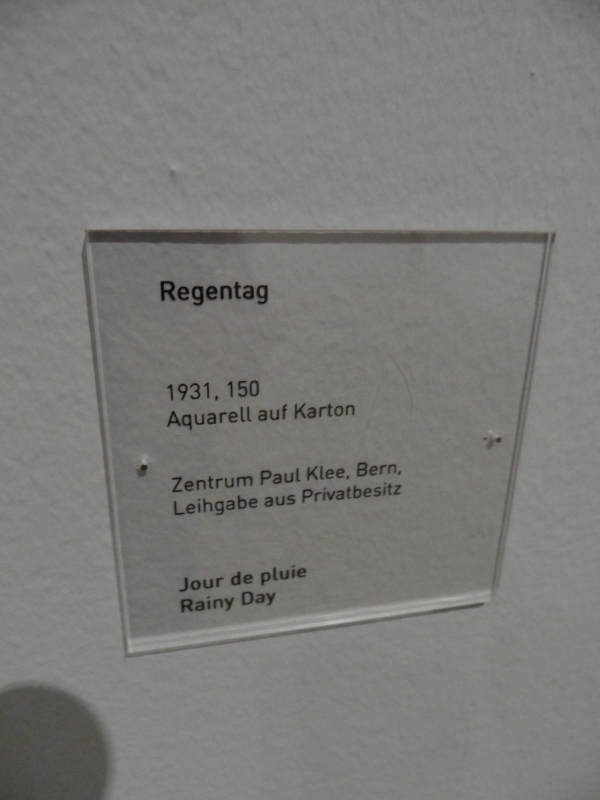 Regentag
1931, 150
Aquarell auf Karton
Zentrum Paul Klee, Bern,
Leihgabe aus Privatbesitz
Jour de pluie
Rainy Day